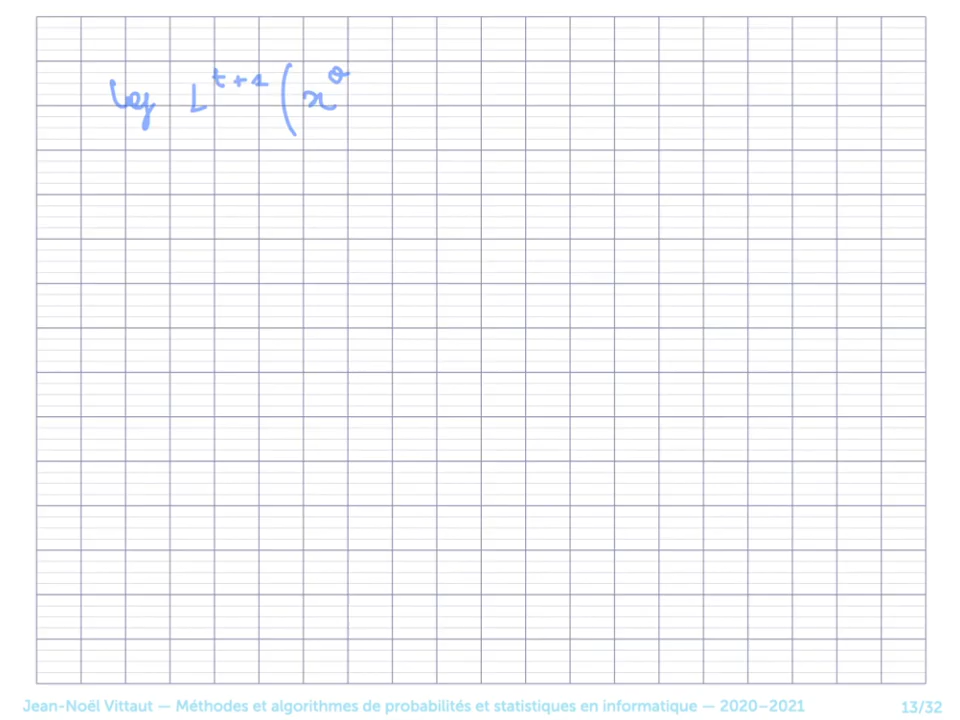 log L^{t+1} (x^o
Jean-Noël Vittaut — Méthodes et algorithmes de probabilités et statistiques en informatique — 2020–2021
13/32